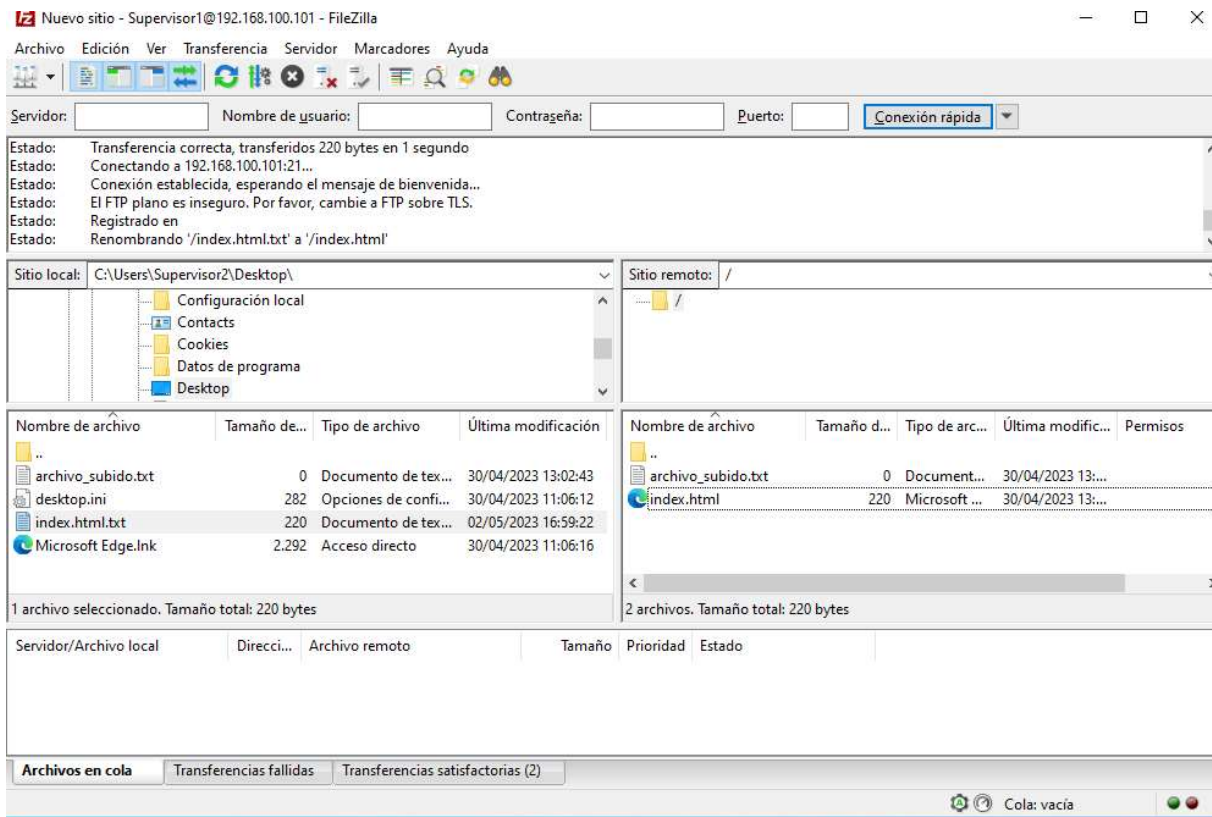 Nuevo sitio - Supervisor1@192.168.100.101 - FileZilla
Archivo Edición Ver Transferencia Servidor Marcadores Ayuda
Servidor: Nombre de usuario: Contraseña: Puerto: Conexión rápida
Estado: Transferencia correcta, transferidos 220 bytes en 1 segundo
Estado: Conectando a 192.168.100.101:21...
Estado: Conexión establecida, esperando el mensaje de bienvenida...
Estado: El FTP plano es inseguro. Por favor, cambie a FTP sobre TLS.
Estado: Registrado en
Estado: Renombrando '/index.html.txt' a '/index.html'
Sitio local: C:\Users\Supervisor2\Desktop\
Configuración local
Contacts
Cookies
Datos de programa
Desktop
Sitio remoto: /
/
Nombre de archivo Tamaño de... Tipo de archivo Última modificación
..
archivo_subido.txt 0 Documento de tex... 30/04/2023 13:02:43
desktop.ini 282 Opciones de confi... 30/04/2023 11:06:12
index.html.txt 220 Documento de tex... 02/05/2023 16:59:22
Microsoft Edge.lnk 2.292 Acceso directo 30/04/2023 11:06:16
1 archivo seleccionado. Tamaño total: 220 bytes
Nombre de archivo Tamaño d... Tipo de arc... Última modific... Permisos
..
archivo_subido.txt 0 Document... 30/04/2023 13:...
index.html 220 Microsoft ... 30/04/2023 13:...
2 archivos. Tamaño total: 220 bytes
Servidor/Archivo local Direcci... Archivo remoto Tamaño Prioridad Estado
Archivos en cola Transferencias fallidas Transferencias satisfactorias (2)
Cola: vacía